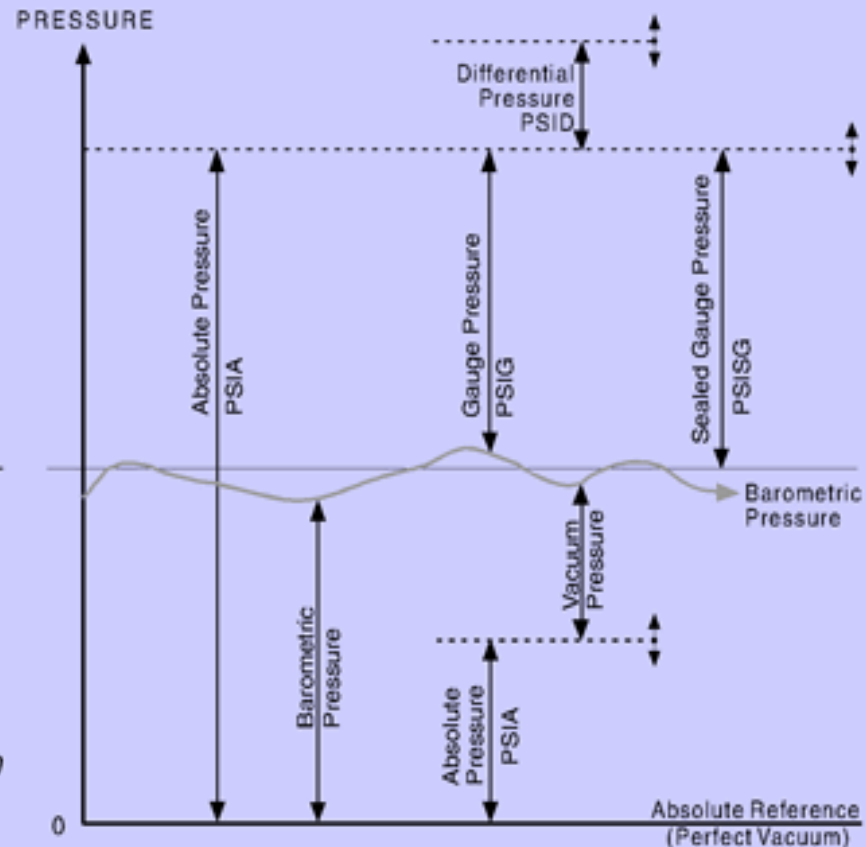 PRESSURE
Differential
Pressure
PSID
Absolute Pressure
PSIA
Gauge Pressure
PSIG
Sealed Gauge Pressure
PSISG
Barometric
Pressure
Vacuum
Pressure
Barometric
Pressure
Absolute
Pressure
PSIA
0
Absolute Reference
(Perfect Vacuum)